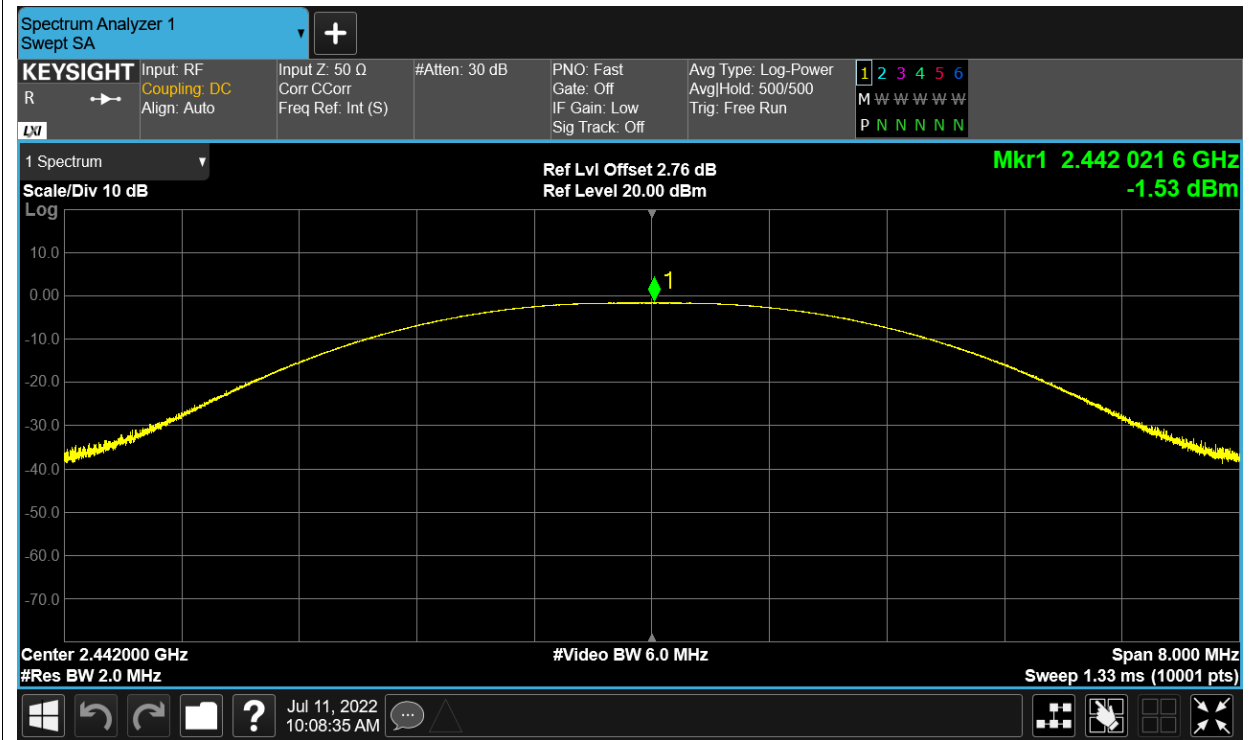 Spectrum Analyzer 1
Swept SA
KEYSIGHT
R
LXI
Input: RF
Coupling: DC
Align: Auto
Input Z: 50 Ω
Corr CCorr
Freq Ref: Int (S)
#Atten: 30 dB
PNO: Fast
Gate: Off
IF Gain: Low
Sig Track: Off
Avg Type: Log-Power
Avg|Hold: 500/500
Trig: Free Run
1 2 3 4 5 6
M W W W W W
P N N N N N
1 Spectrum
Scale/Div 10 dB
Log
Ref Lvl Offset 2.76 dB
Ref Level 20.00 dBm
Mkr1 2.442 021 6 GHz
-1.53 dBm
10.0
0.00
-10.0
-20.0
-30.0
-40.0
-50.0
-60.0
-70.0
1
Center 2.442000 GHz
#Res BW 2.0 MHz
#Video BW 6.0 MHz
Span 8.000 MHz
Sweep 1.33 ms (10001 pts)
?
Jul 11, 2022
10:08:35 AM